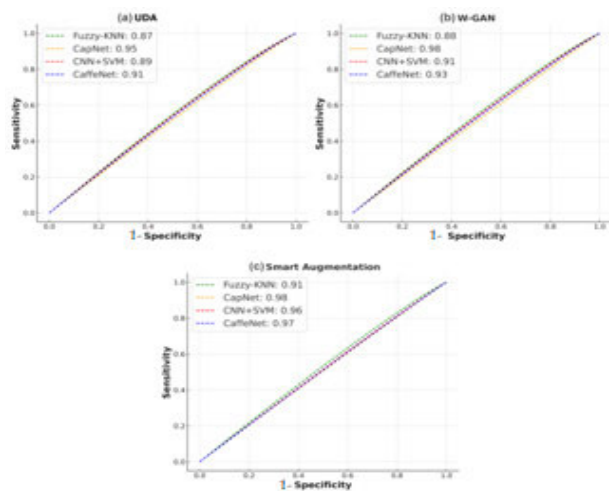 (a) UDA
Fuzzy-KNN: 0.87
CapNet: 0.95
CNN+SVM: 0.89
CaffeNet: 0.91
Sensitivity
1.0
0.8
0.6
0.4
0.2
0.0
0.0 0.2 0.4 0.6 0.8 1.0
1- Specificity
(b) W-GAN
Fuzzy-KNN: 0.88
CapNet: 0.98
CNN+SVM: 0.91
CaffeNet: 0.93
Sensitivity
1.0
0.8
0.6
0.4
0.2
0.0
0.0 0.2 0.4 0.6 0.8 1.0
1- Specificity
(c) Smart Augmentation
Fuzzy-KNN: 0.91
CapNet: 0.98
CNN+SVM: 0.96
CaffeNet: 0.97
Sensitivity
1.0
0.8
0.6
0.4
0.2
0.0
0.0 0.2 0.4 0.6 0.8 1.0
1- Specificity